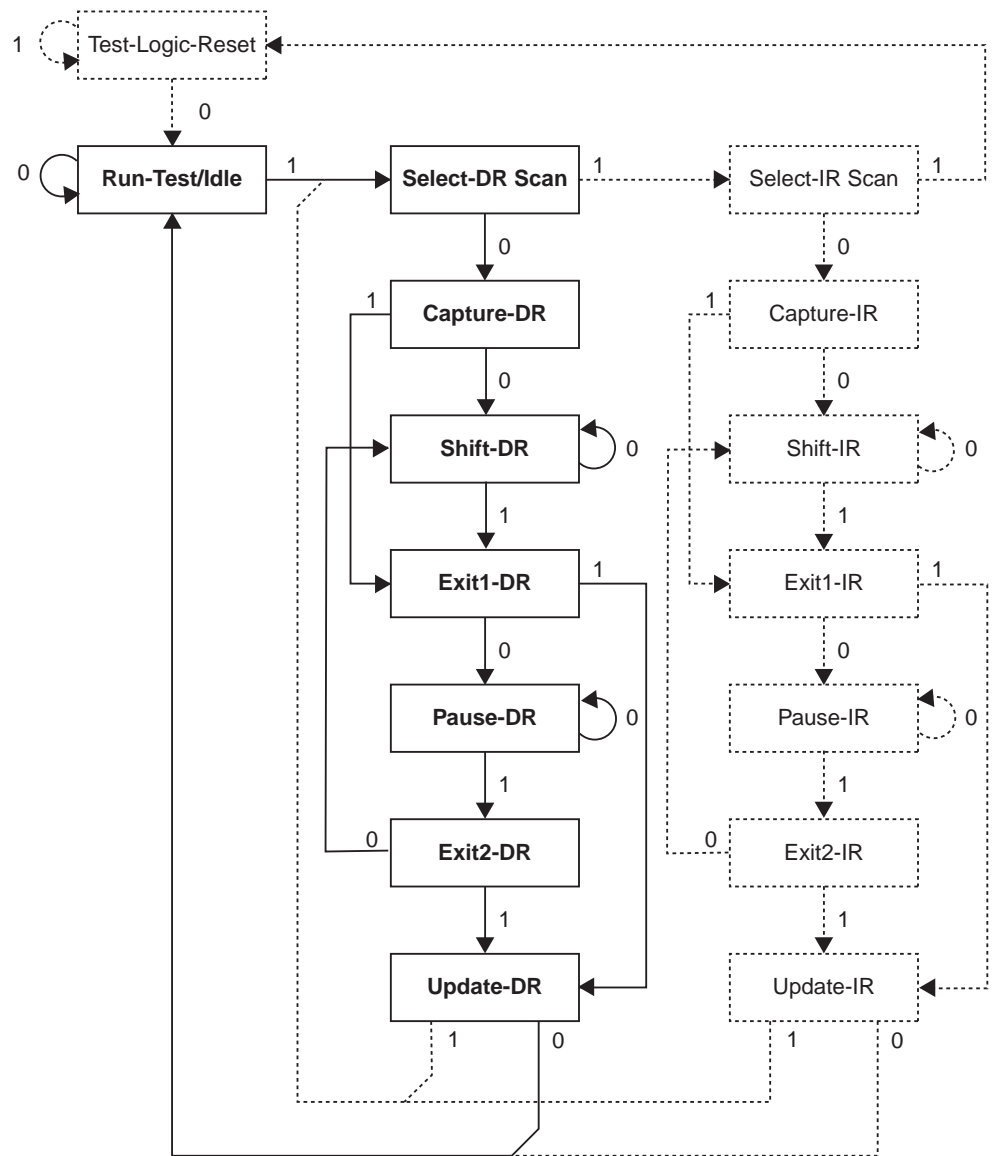 1
Test-Logic-Reset
0
0
Run-Test/Idle
1
Select-DR Scan
1
Select-IR Scan
1
0
0
1
Capture-DR
1
Capture-IR
0
0
Shift-DR
0
Shift-IR
0
1
1
Exit1-DR
1
Exit1-IR
1
0
0
Pause-DR
0
Pause-IR
0
1
1
0
Exit2-DR
0
Exit2-IR
1
1
Update-DR
Update-IR
1
0
1
0